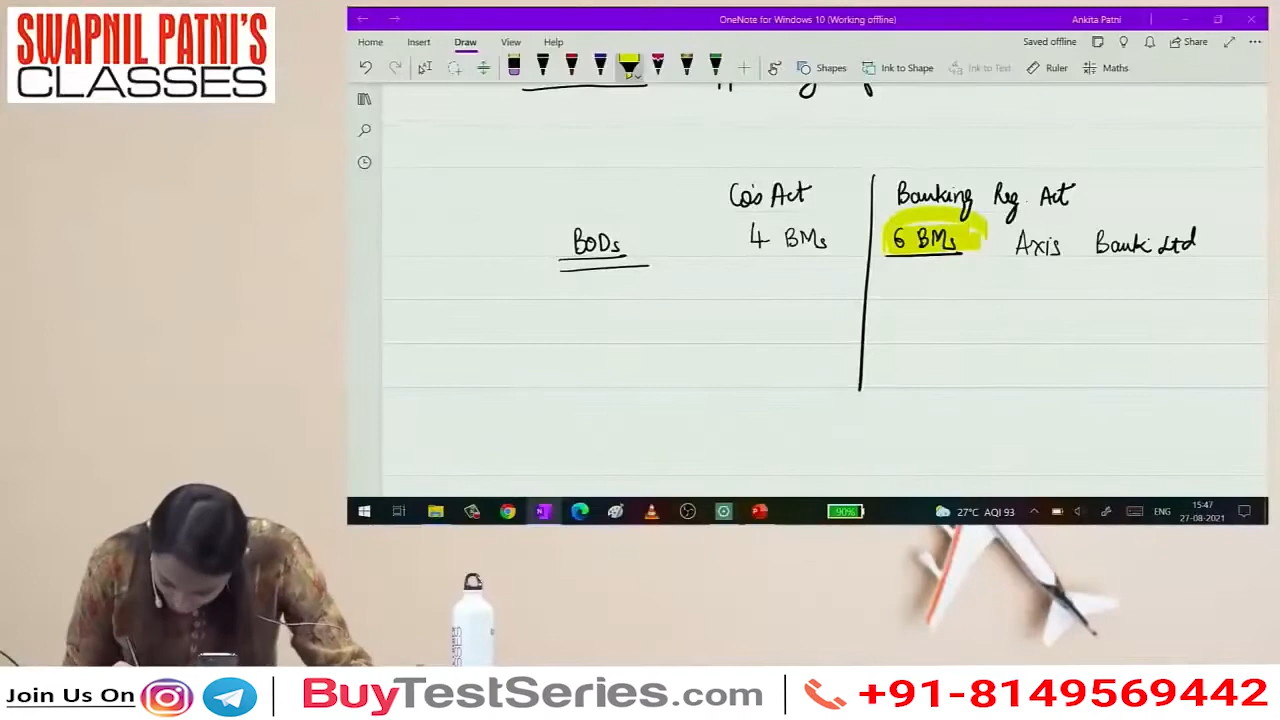 SWAPNIL PATNI'S
CLASSES
OneNote for Windows 10 (Working offline)
Ankita Patni
Home Insert Draw View Help
Saved offline
Share
Shapes
Ink to Shape
Ink to Text
Ruler
Maths
Co's Act
Banking Reg. Act
BODs
4 BMs
6 BMs
Axis Bank Ltd
90%
27°C AQI 93
ENG
15:47
27-08-2021
Join Us On
BuyTestSeries.com
+91-8149569442